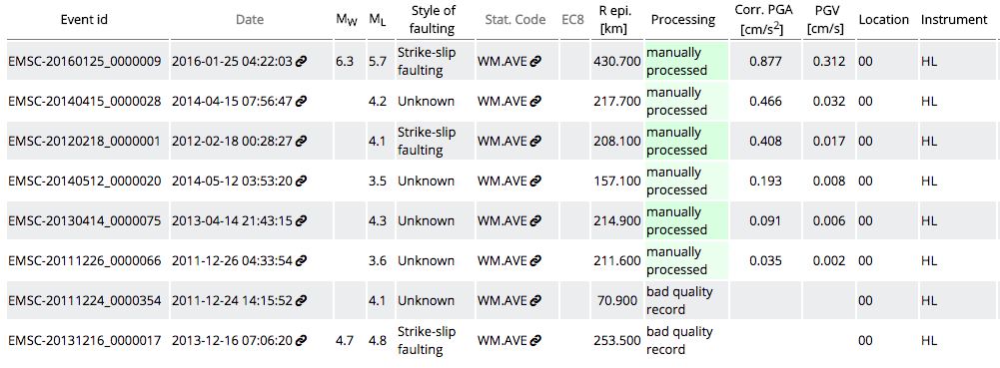 Event id Date MW ML Style of faulting Stat. Code EC8 R epi. [km] Processing Corr. PGA [cm/s²] PGV [cm/s] Location Instrument
EMSC-20160125_0000009 2016-01-25 04:22:03 6.3 5.7 Strike-slip faulting WM.AVE 430.700 manually processed 0.877 0.312 00 HL
EMSC-20140415_0000028 2014-04-15 07:56:47 4.2 Unknown WM.AVE 217.700 manually processed 0.466 0.032 00 HL
EMSC-20120218_0000001 2012-02-18 00:28:27 4.1 Strike-slip faulting WM.AVE 208.100 manually processed 0.408 0.017 00 HL
EMSC-20140512_0000020 2014-05-12 03:53:20 3.5 Unknown WM.AVE 157.100 manually processed 0.193 0.008 00 HL
EMSC-20130414_0000075 2013-04-14 21:43:15 4.3 Unknown WM.AVE 214.900 manually processed 0.091 0.006 00 HL
EMSC-20111226_0000066 2011-12-26 04:33:54 3.6 Unknown WM.AVE 211.600 manually processed 0.035 0.002 00 HL
EMSC-20111224_0000354 2011-12-24 14:15:52 4.1 Unknown WM.AVE 70.900 bad quality record 00 HL
EMSC-20131216_0000017 2013-12-16 07:06:20 4.7 4.8 Strike-slip faulting WM.AVE 253.500 bad quality record 00 HL